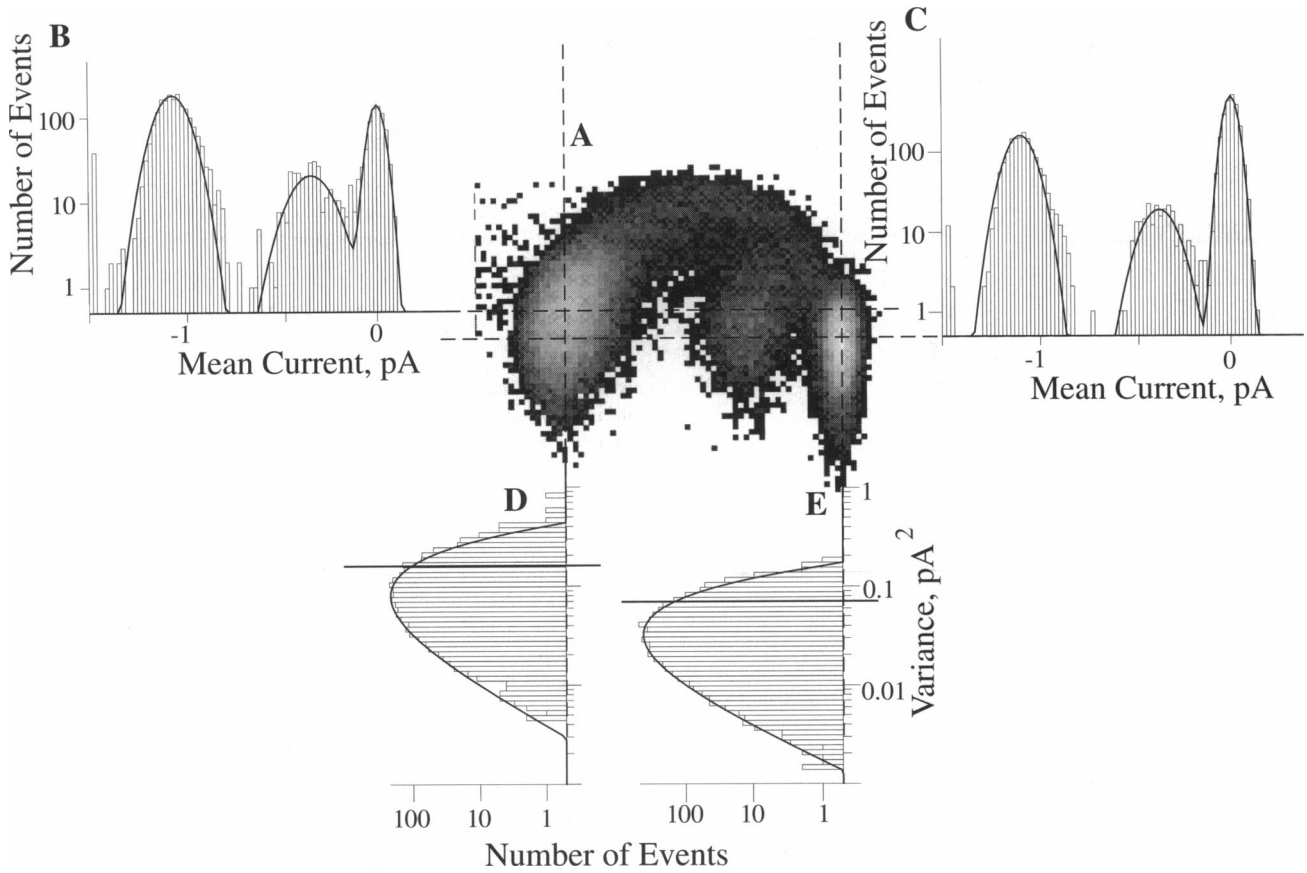 B
Number of Events
100
10
1
-1
0
Mean Current, pA
A
C
Number of Events
100
10
1
-1
0
Mean Current, pA
D
E
1
0.1
0.01
Variance, pA²
100
10
1
100
10
1
Number of Events